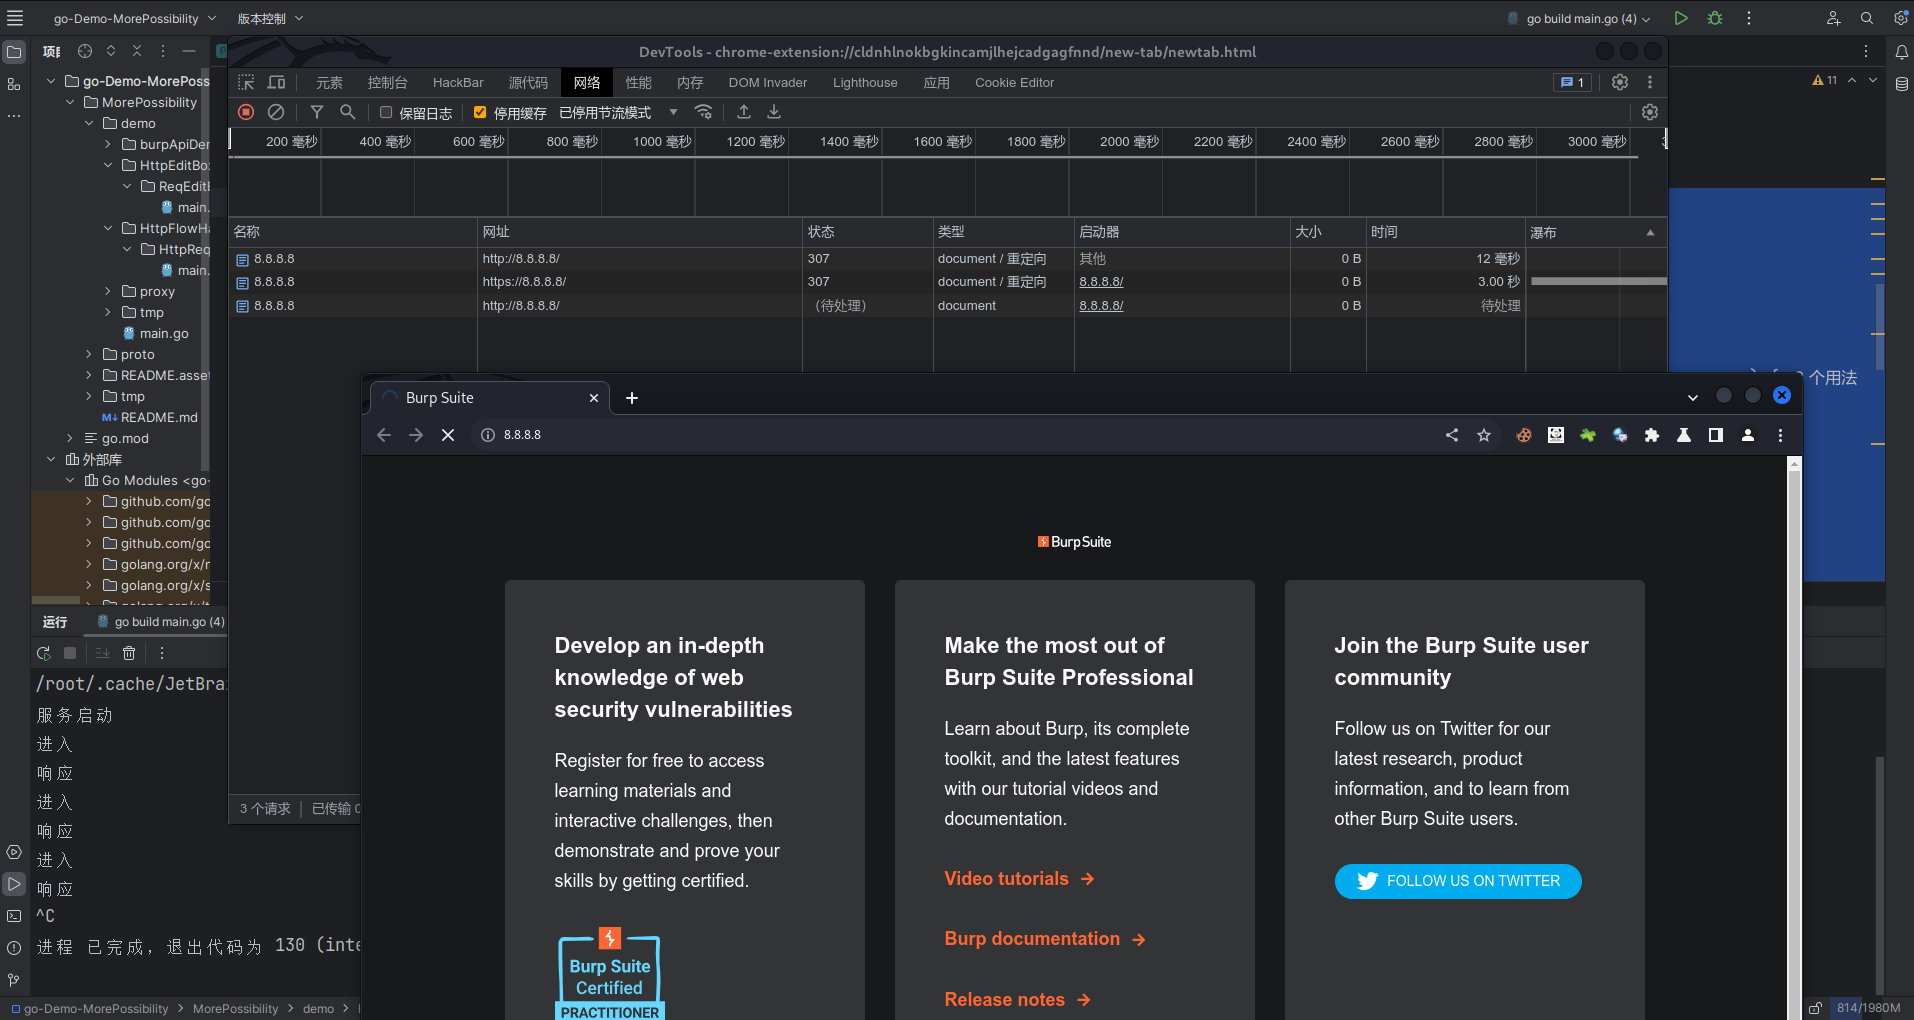 go-Demo-MorePossibility
版本控制
go build main.go (4)
项目
DevTools - chrome-extension://cldnhlnokbgkincamjlhejcadgagfnnd/new-tab/newtab.html
go-Demo-MorePoss
MorePossibility
demo
burpApiDe
HttpEditBo
ReqEdit
main.
HttpFlowH
HttpReq
main.
proxy
tmp
main.go
proto
README.asse
tmp
README.md
go.mod
外部库
Go Modules <go-
github.com/go
github.com/go
github.com/go
golang.org/x/
golang.org/x/s
元素 控制台 HackBar 源代码 网络 性能 内存 DOM Invader Lighthouse 应用 Cookie Editor
1
11
保留日志 停用缓存 已停用节流模式
200 毫秒 400 毫秒 600 毫秒 800 毫秒 1000 毫秒 1200 毫秒 1400 毫秒 1600 毫秒 1800 毫秒 2000 毫秒 2200 毫秒 2400 毫秒 2600 毫秒 2800 毫秒 3000 毫秒
名称 网址 状态 类型 启动器 大小 时间 瀑布
8.8.8.8 http://8.8.8.8/ 307 document / 重定向 其他 0 B 12 毫秒
8.8.8.8 https://8.8.8.8/ 307 document / 重定向 8.8.8.8/ 0 B 3.00 秒
8.8.8.8 http://8.8.8.8/ （待处理） document 8.8.8.8/ 0 B 待处理
个用法
3 个请求 已传输 0
Burp Suite
8.8.8.8
Burp Suite
Develop an in-depth
knowledge of web
security vulnerabilities
Register for free to access
learning materials and
interactive challenges, then
demonstrate and prove your
skills by getting certified.
Burp Suite
Certified
PRACTITIONER
Make the most out of
Burp Suite Professional
Learn about Burp, its complete
toolkit, and the latest features
with our tutorial videos and
documentation.
Video tutorials
Burp documentation
Release notes
Join the Burp Suite user
community
Follow us on Twitter for our
latest research, product
information, and to learn from
other Burp Suite users.
FOLLOW US ON TWITTER
运行 go build main.go (4)
/root/.cache/JetBra
服务启动
进入
响应
进入
响应
进入
响应
^C
进程 已完成，退出代码为 130 (inte
go-Demo-MorePossibility > MorePossibility > demo >
814/1980M